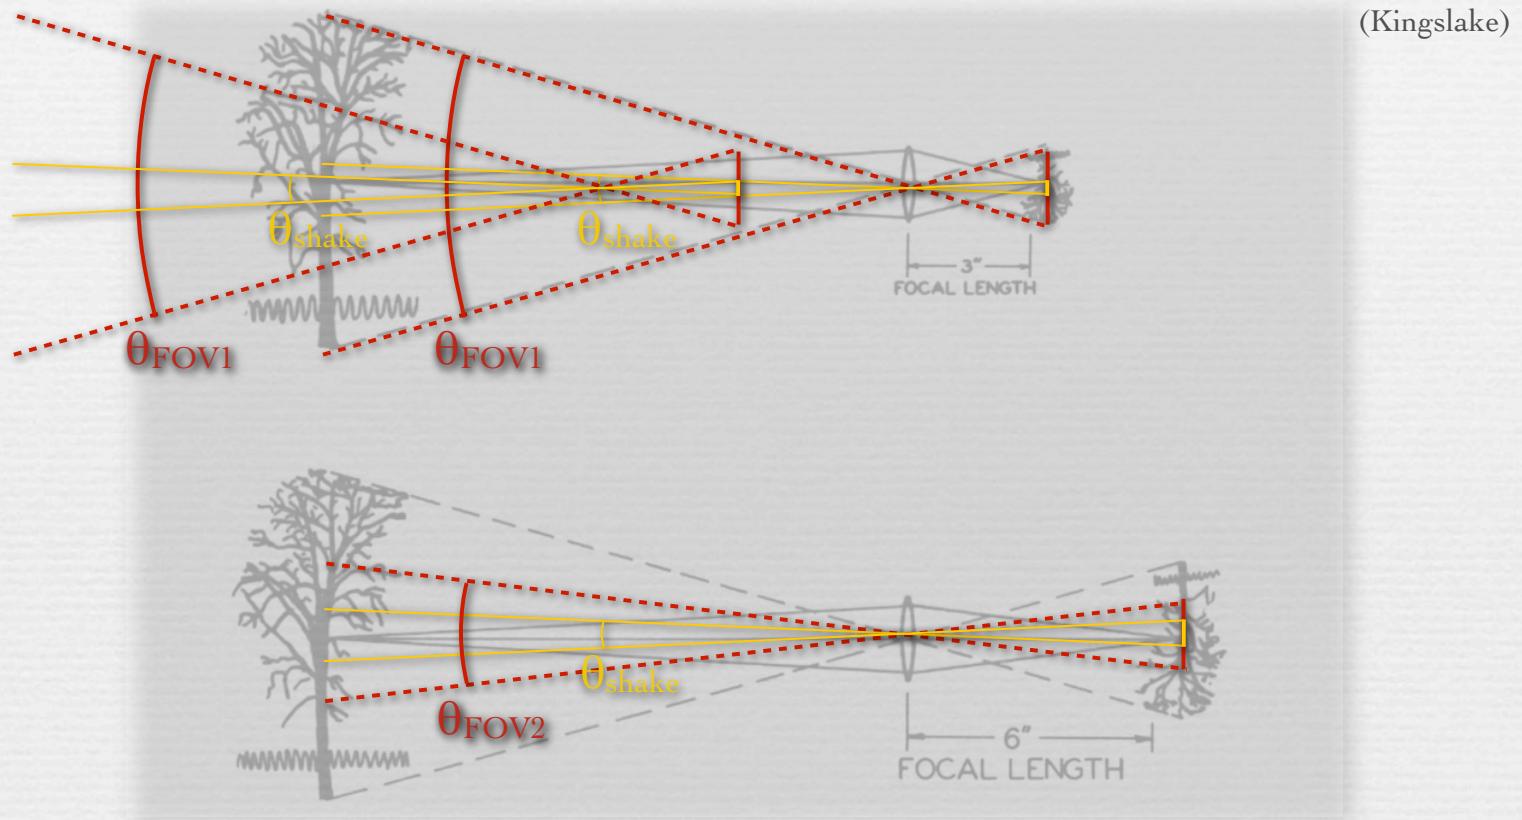 (Kingslake)
θshake
θshake
3"
FOCAL LENGTH
θFOV1
θFOV1
θshake
θFOV2
6"
FOCAL LENGTH